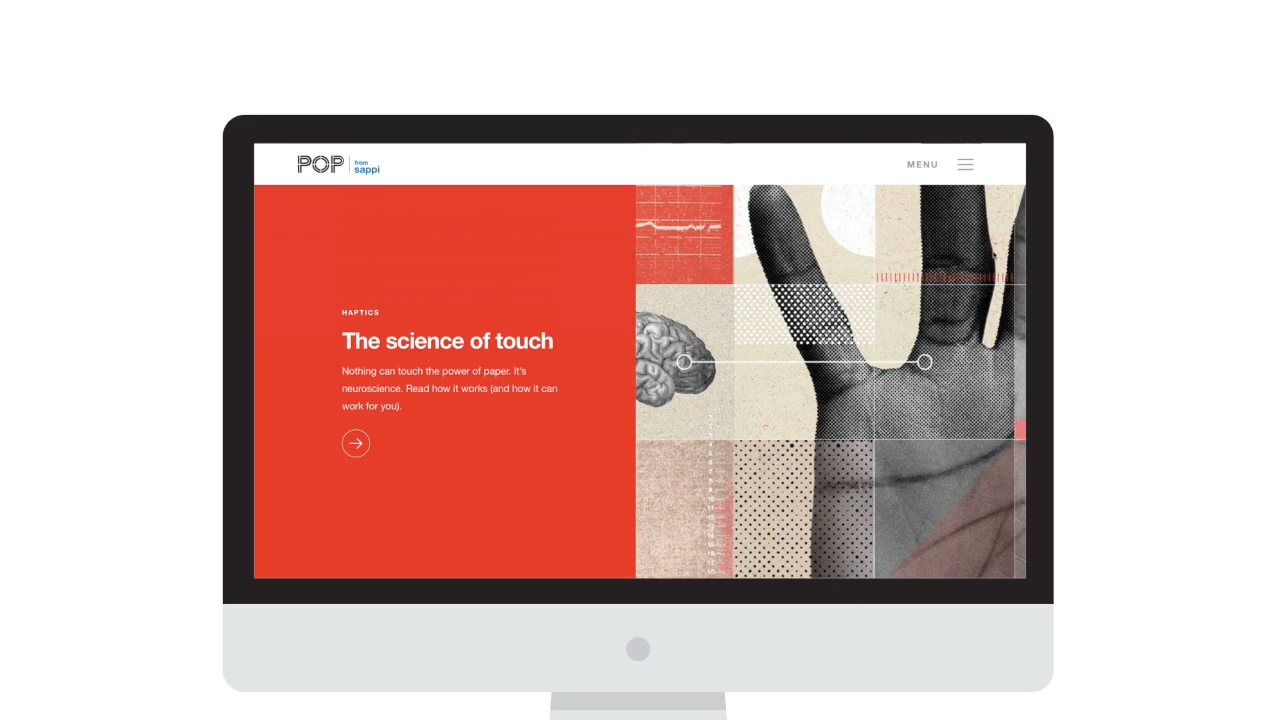 POP
from
sappi
MENU
HAPTICS
The science of touch
Nothing can touch the power of paper. It's
neuroscience. Read how it works (and how it can
work for you).